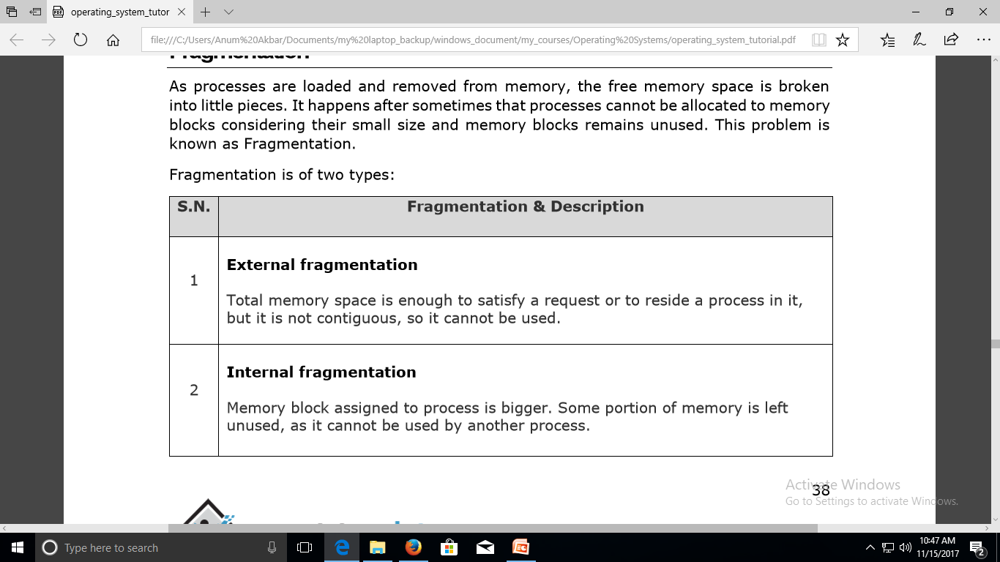 operating_system_tutor
file:///C:/Users/Anum%20Akbar/Documents/my%20laptop_backup/windows_document/my_courses/Operating%20Systems/operating_system_tutorial.pdf
Fragmentation
As processes are loaded and removed from memory, the free memory space is broken
into little pieces. It happens after sometimes that processes cannot be allocated to memory
blocks considering their small size and memory blocks remains unused. This problem is
known as Fragmentation.
Fragmentation is of two types:
S.N. Fragmentation & Description
1
External fragmentation
Total memory space is enough to satisfy a request or to reside a process in it,
but it is not contiguous, so it cannot be used.
2
Internal fragmentation
Memory block assigned to process is bigger. Some portion of memory is left
unused, as it cannot be used by another process.
38
Activate Windows
Go to Settings to activate Windows.
Type here to search
10:47 AM
11/15/2017
2